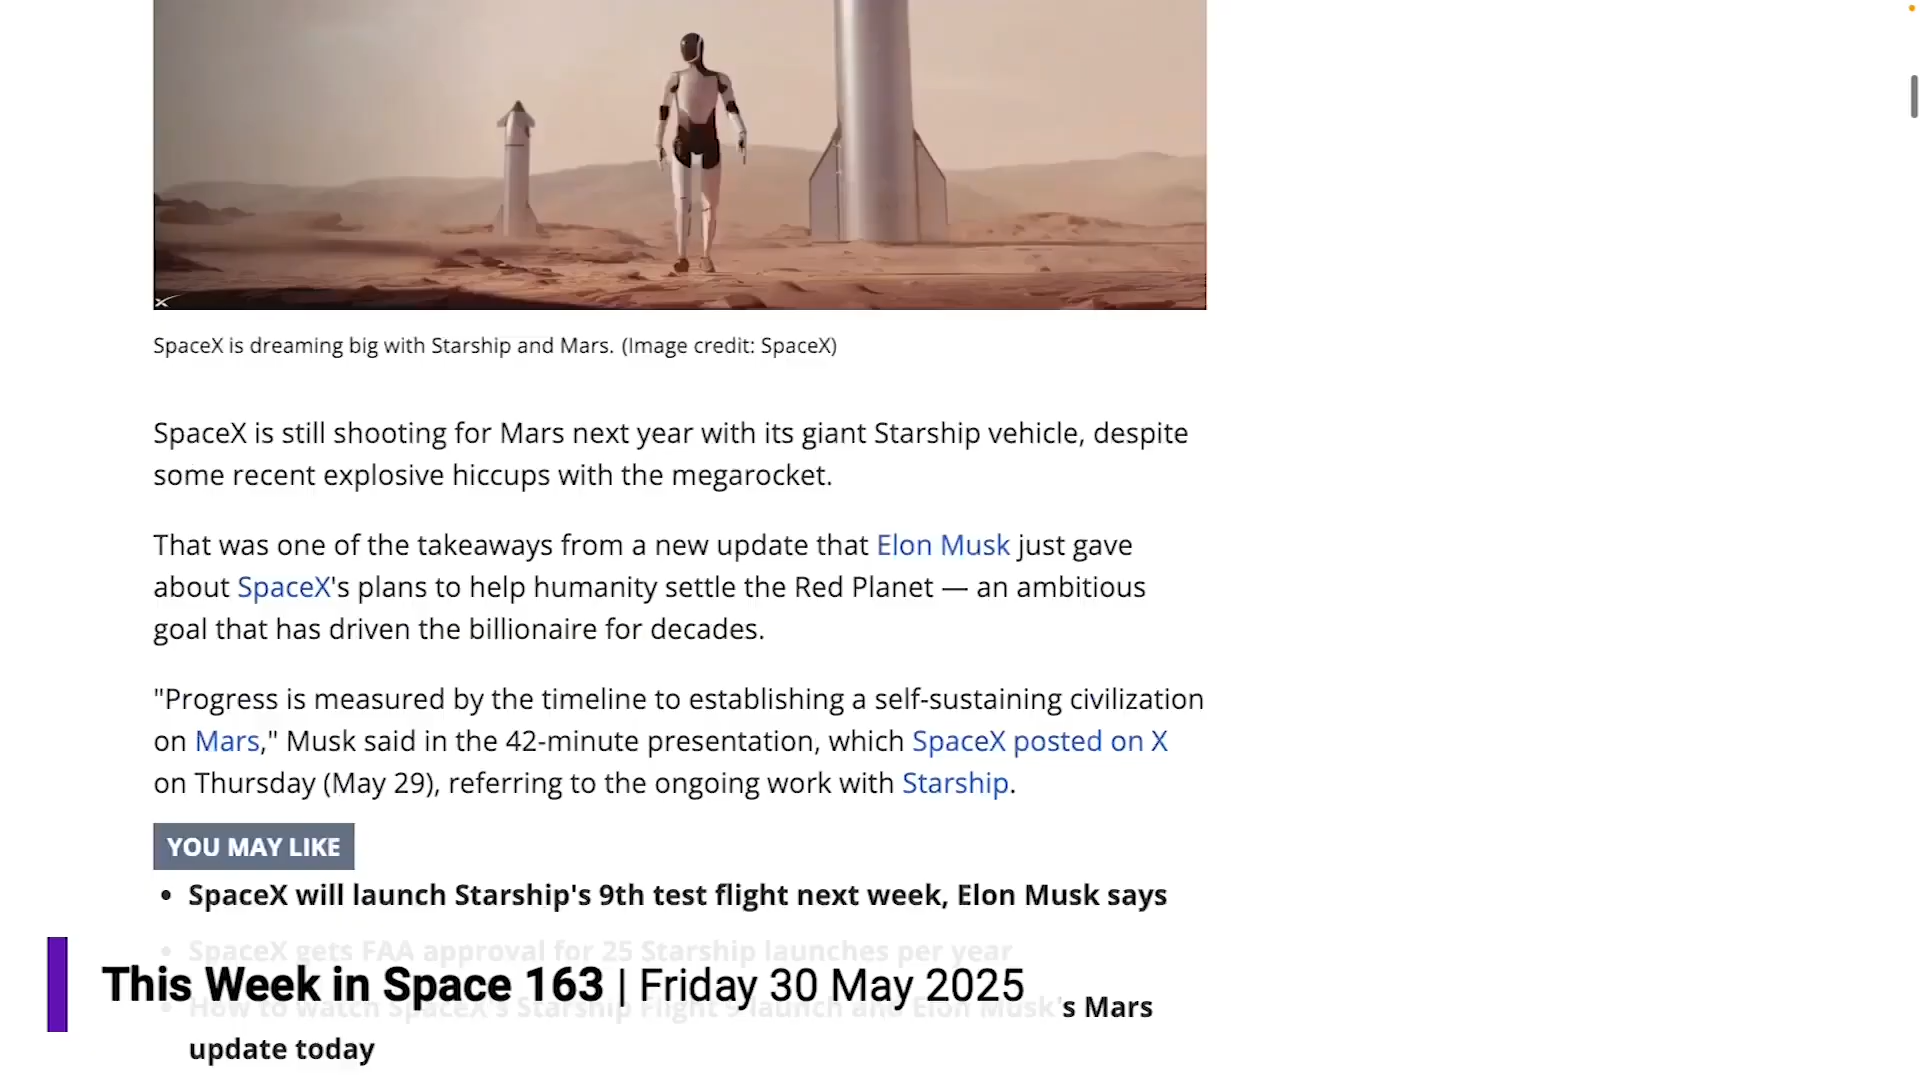 SpaceX is dreaming big with Starship and Mars. (Image credit: SpaceX)
SpaceX is still shooting for Mars next year with its giant Starship vehicle, despite
some recent explosive hiccups with the megarocket.
That was one of the takeaways from a new update that Elon Musk just gave
about SpaceX's plans to help humanity settle the Red Planet — an ambitious
goal that has driven the billionaire for decades.
"Progress is measured by the timeline to establishing a self-sustaining civilization
on Mars," Musk said in the 42-minute presentation, which SpaceX posted on X
on Thursday (May 29), referring to the ongoing work with Starship.
YOU MAY LIKE
• SpaceX will launch Starship's 9th test flight next week, Elon Musk says
• SpaceX gets FAA approval for 25 Starship launches per year
This Week in Space 163 | Friday 30 May 2025
• How to watch SpaceX's Starship Flight 9 launch and Elon Musk's Mars
update today